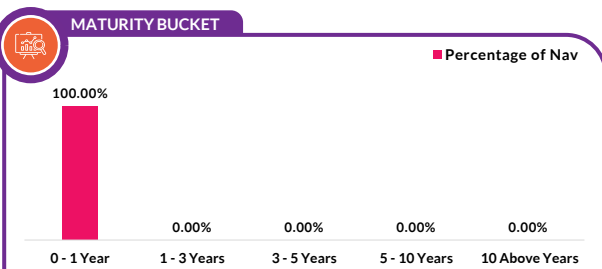 MATURITY BUCKET
Percentage of Nav
100.00%
0.00% 0.00% 0.00% 0.00%
0 - 1 Year 1 - 3 Years 3 - 5 Years 5 - 10 Years 10 Above Years